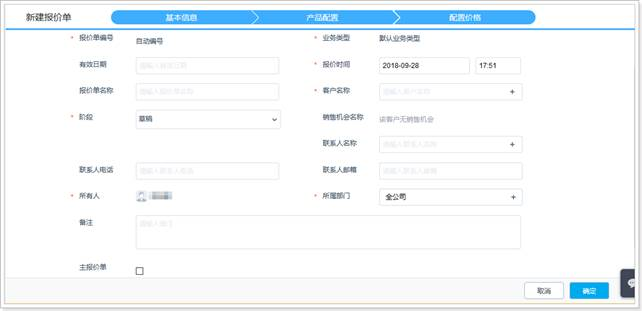 新建报价单
基本信息
产品配置
配置价格
* 报价单编号 自动编号
* 业务类型 默认业务类型
有效日期 请输入有效日期
* 报价时间 2018-09-28 17:51
报价单名称 请输入报价单名称
* 客户名称 请输入客户名称 +
* 阶段 草稿
销售机会名称 该客户无销售机会
联系人名称 请输入联系人名称 +
联系人电话 请输入联系人电话
联系人邮箱 请输入联系人邮箱
* 所有人
* 所属部门 全公司 +
备注
主报价单
取消
确定